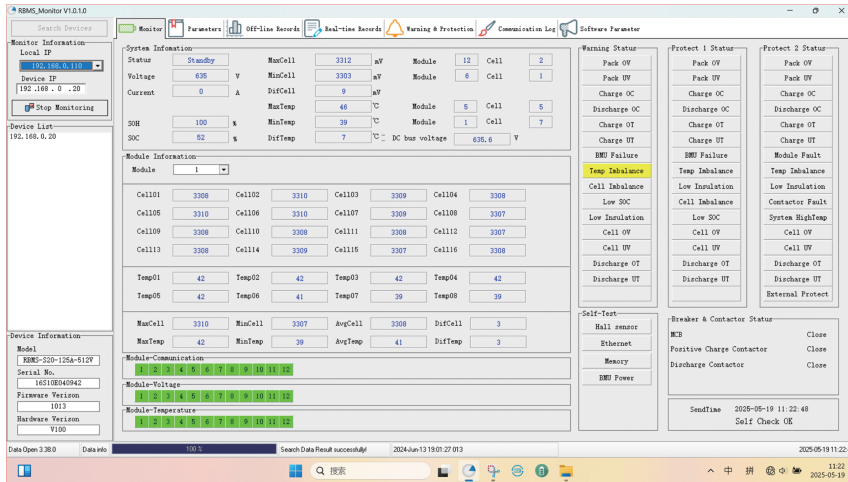 RBMS_Monitor V1.0.1.0
Search Devices
Monitor
Parameters
Off-line Records
Real-time Records
Warning & Protection
Communication Log
Software Parameter
Monitor Information
Local IP
192.168.0.110
Device IP
192 .168 . 0 .20
Stop Monitoring
Device List
192.168.0.20
System Infomation
Status Standby MaxCell 3312 mV Module 12 Cell 2
Voltage 635 V MinCell 3303 mV Module 6 Cell 1
Current 0 A DifCell 9 mV
MaxTemp 46 ℃ Module 5 Cell 5
SOH 100 % MinTemp 39 ℃ Module 1 Cell 7
SOC 52 % DifTemp 7 ℃ DC bus voltage 635.6 V
Module Information
Module 1
Cell01 3308 Cell02 3310 Cell03 3309 Cell04 3308
Cell05 3310 Cell06 3310 Cell07 3309 Cell08 3307
Cell09 3308 Cell10 3308 Cell11 3308 Cell12 3307
Cell13 3308 Cell14 3309 Cell15 3307 Cell16 3308
Temp01 42 Temp02 42 Temp03 42 Temp04 42
Temp05 42 Temp06 41 Temp07 39 Temp08 39
MaxCell 3310 MinCell 3307 AvgCell 3308 DifCell 3
MaxTemp 42 MinTemp 39 AvgTemp 41 DifTemp 3
Module-Communication
1 2 3 4 5 6 7 8 9 10 11 12
Module-Voltage
1 2 3 4 5 6 7 8 9 10 11 12
Module-Temperature
1 2 3 4 5 6 7 8 9 10 11 12
Warning Status
Pack OV
Pack UV
Charge OC
Discharge OC
Charge OT
Charge UT
BMU Failure
Temp Imbalance
Cell Imbalance
Low SOC
Low Insulation
Cell OV
Cell UV
Discharge OT
Discharge UT
Protect 1 Status
Pack OV
Pack UV
Charge OC
Discharge OC
Charge OT
Charge UT
BMU Failure
Temp Imbalance
Low Insulation
Cell Imbalance
Low SOC
Cell OV
Cell UV
Discharge OT
Discharge UT
Protect 2 Status
Pack OV
Pack UV
Charge OC
Discharge OC
Charge OT
Charge UT
Module Fault
Temp Imbalance
Low Insulation
Contactor Fault
System HighTemp
Cell OV
Cell UV
Discharge OT
Discharge UT
External Protect
Self-Test
Hall sensor
Ethernet
Memory
BMU Power
Breaker & Contactor Status
MCB Close
Positive Charge Contactor Close
Discharge Contactor Close
SendTime 2025-05-19 11:22:48
Self Check OK
Device Information
Model
RBMS-S20-125A-512V
Serial No.
16S10E040942
Firmware Verizon
1013
Hardware Verizon
V100
Data Open 3.38.0 Data info 100 % Search Data Result successfully! 2024-Jun-13 19:01:27 013 2025-05-19 11:22:
搜索
中
拼
11:22
2025-05-19